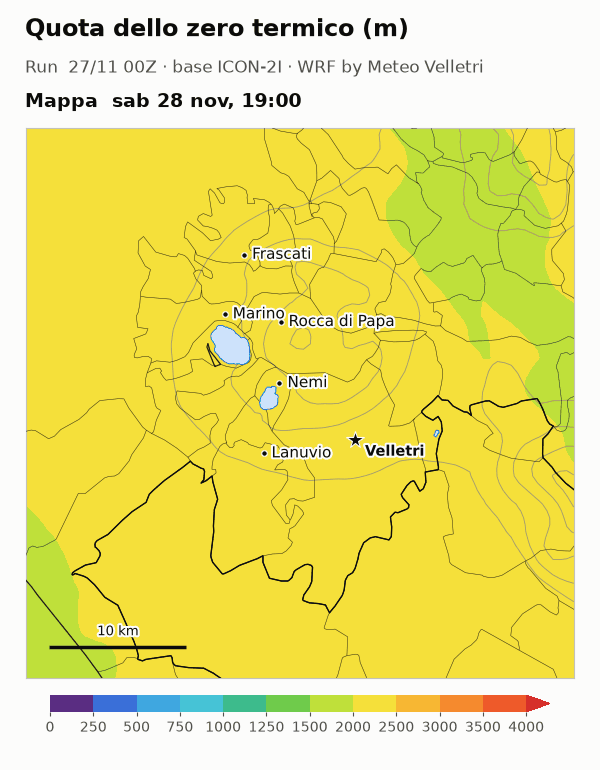 Quota dello zero termico (m)
Run  27/11 00Z · base ICON-2I · WRF by Meteo Velletri
Mappa  sab 28 nov, 19:00
Frascati
Marino
Rocca di Papa
Nemi
Velletri
Lanuvio
10 km
0 250 500 750 1000 1250 1500 2000 2500 3000 3500 4000